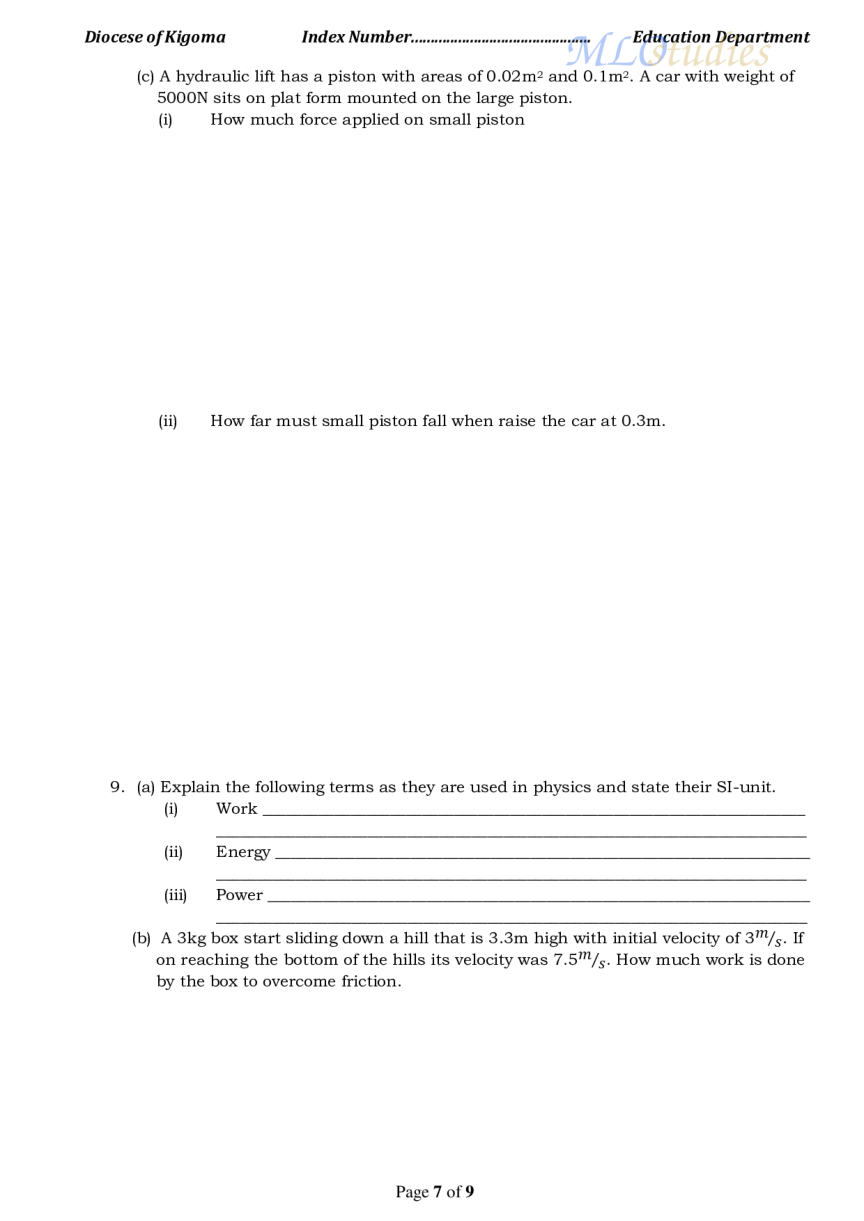 Diocese of Kigoma Index Number.............................................. Education Department
MLOstudies
(c) A hydraulic lift has a piston with areas of 0.02m² and 0.1m². A car with weight of
5000N sits on plat form mounted on the large piston.
(i) How much force applied on small piston
(ii) How far must small piston fall when raise the car at 0.3m.
9. (a) Explain the following terms as they are used in physics and state their SI-unit.
(i) Work ____________________
____________________
(ii) Energy ____________________
____________________
(iii) Power ____________________
____________________
(b) A 3kg box start sliding down a hill that is 3.3m high with initial velocity of 3m/s. If
on reaching the bottom of the hills its velocity was 7.5m/s. How much work is done
by the box to overcome friction.
Page 7 of 9